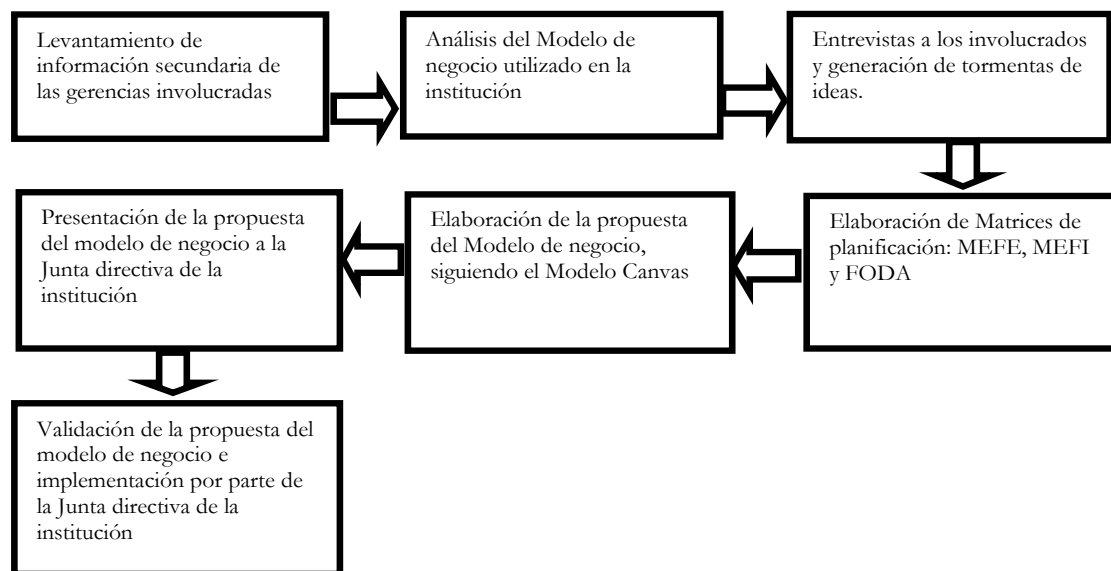 Levantamiento de
información secundaria de
las gerencias involucradas
Análisis del Modelo de
negocio utilizado en la
institución
Entrevistas a los involucrados
y generación de tormentas de
ideas.
Elaboración de Matrices de
planificación: MEFE, MEFI
y FODA
Elaboración de la propuesta
del Modelo de negocio,
siguiendo el Modelo Canvas
Presentación de la propuesta
del modelo de negocio a la
Junta directiva de la
institución
Validación de la propuesta del
modelo de negocio e
implementación por parte de
la Junta directiva de la
institución